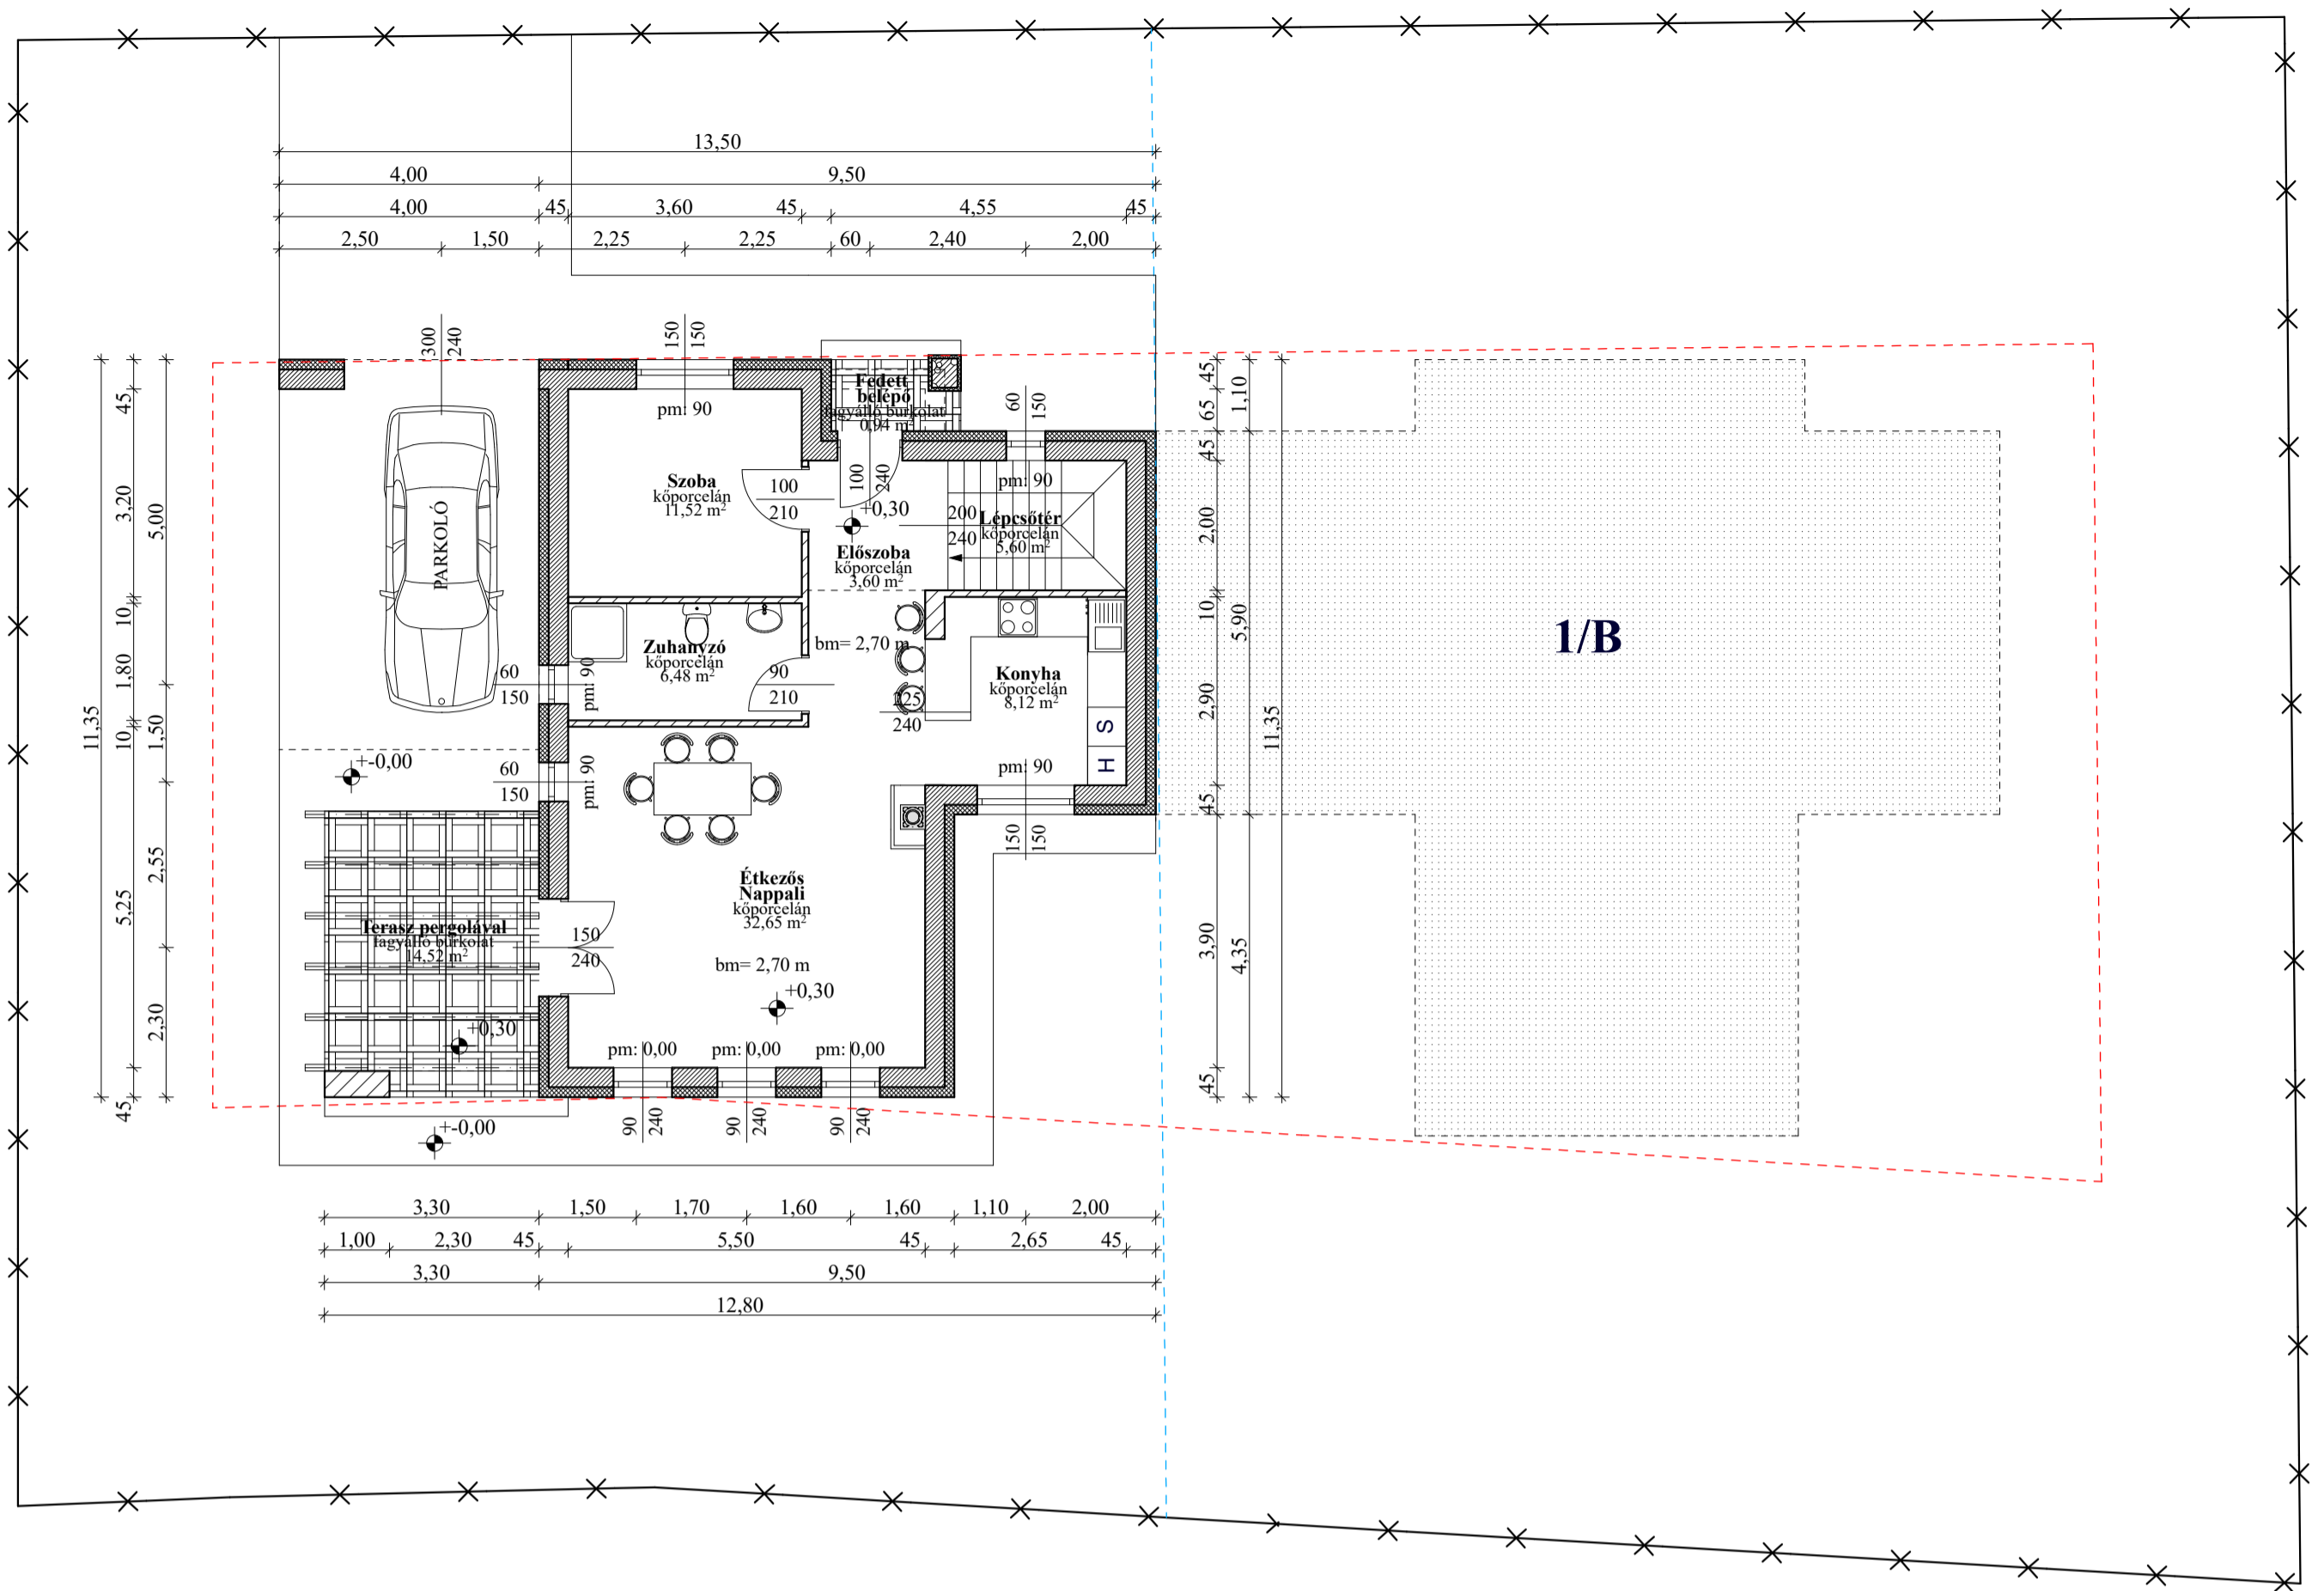 13,50
4,00 9,50
4,00 45 3,60 45 4,55 45
2,50 1,50 2,25 2,25 60 2,40 2,00
300 240
150 150
60 150
pm: 90
Fedett
belépő
fagyálló burkolat
0,94 m²
100 240
+0,30
pm: 90
Szoba
kőporcelán
11,52 m²
100
210
200
240
Lépcsőtér
kőporcelán
5,60 m²
Előszoba
kőporcelán
3,60 m²
PARKOLÓ
Zuhanyzó
kőporcelán
6,48 m²
60
150
pm: 90
90
210
bm= 2,70 m
Konyha
kőporcelán
8,12 m²
225
240
S
H
pm: 90
150 150
1/B
+-0,00
60
150
pm: 90
Étkezős
Nappali
kőporcelán
32,65 m²
Terasz pergolával
fagyálló burkolat
14,52 m²
150
240
bm= 2,70 m
+0,30
+0,30
pm: 0,00 pm: 0,00 pm: 0,00
90 240 90 240 90 240
+-0,00
11,35
45 3,20 10 1,80 10 5,25 45
5,00 1,50 2,55 2,30
45 65 45 2,00 10 2,90 45 3,90 45
1,10 5,90 4,35
11,35
3,30 1,50 1,70 1,60 1,60 1,10 2,00
1,00 2,30 45 5,50 45 2,65 45
3,30 9,50
12,80